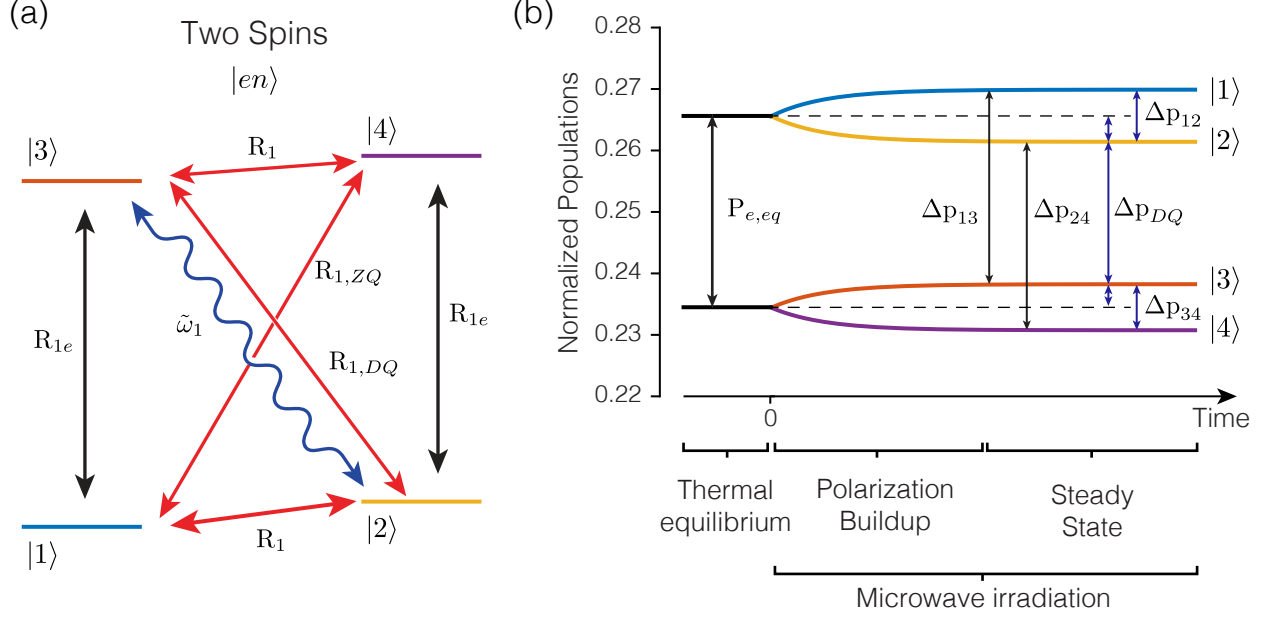 (a)
Two Spins
|en⟩
|3⟩
R₁
|4⟩
R₁,ZQ
R₁e
ω̃₁
R₁e
R₁,DQ
|1⟩
R₁
|2⟩
(b)
Normalized Populations
0.28
0.27
0.26
0.25
0.24
0.23
0.22
|1⟩
Δp₁₂
|2⟩
Pe,eq
Δp₁₃
Δp₂₄
ΔpDQ
|3⟩
Δp₃₄
|4⟩
0
Time
Thermal
equilibrium
Polarization
Buildup
Steady
State
Microwave irradiation